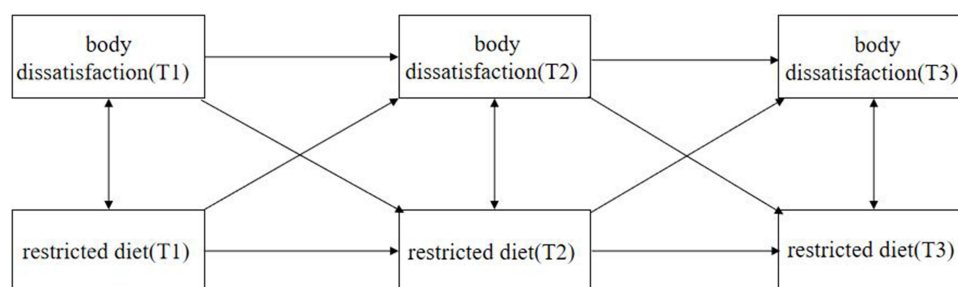 body
dissatisfaction(T1)
body
dissatisfaction(T2)
body
dissatisfaction(T3)
restricted diet(T1)
restricted diet(T2)
restricted diet(T3)